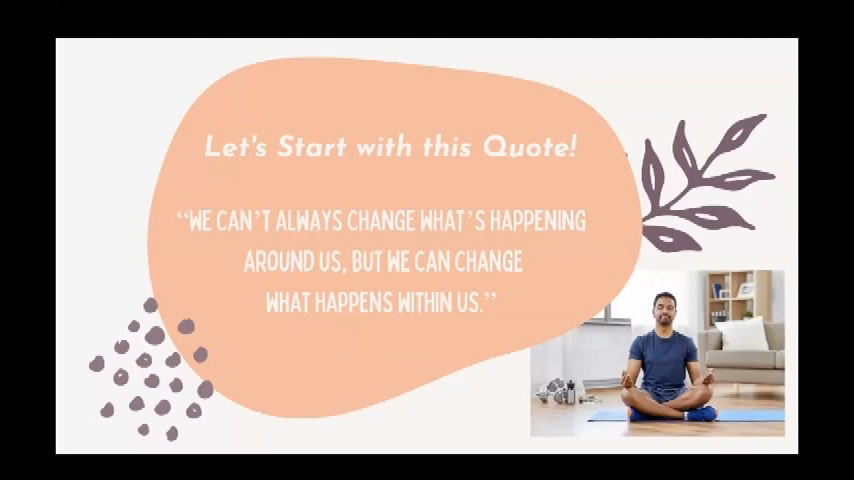 Let's Start with this Quote!
“WE CAN’T ALWAYS CHANGE WHAT’S HAPPENING
AROUND US, BUT WE CAN CHANGE
WHAT HAPPENS WITHIN US.”